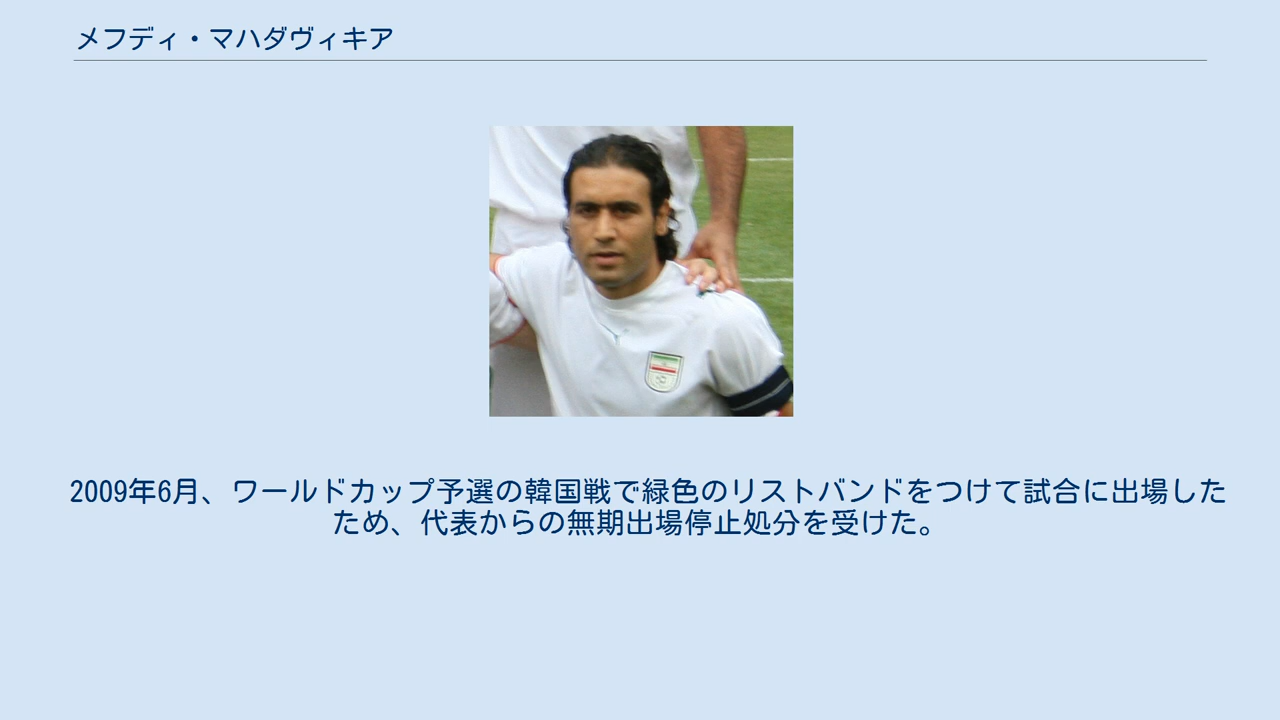 メフディ・マハダヴィキア
2009年6月、ワールドカップ予選の韓国戦で緑色のリストバンドをつけて試合に出場した
ため、代表からの無期出場停止処分を受けた。